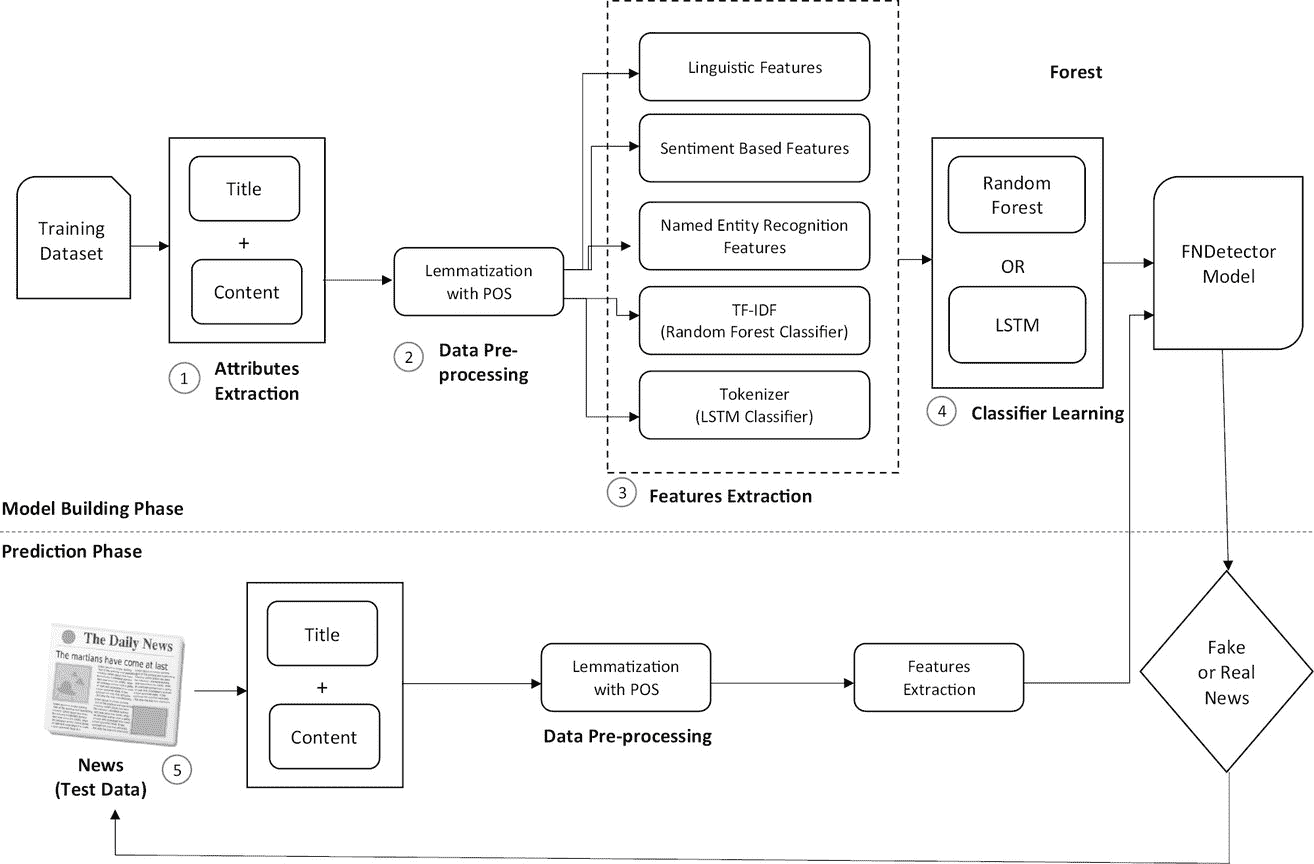 Linguistic Features
Forest
Sentiment Based Features
Training
Dataset
Title
+
Content
1
Attributes
Extraction
Lemmatization
with POS
2
Data Pre-
processing
Named Entity Recognition
Features
TF-IDF
(Random Forest Classifier)
Tokenizer
(LSTM Classifier)
3
Features Extraction
Random
Forest
OR
LSTM
4
Classifier Learning
FNDetector
Model
Model Building Phase
Prediction Phase
The Daily News
The martians have come at last
News
(Test Data)
5
Title
+
Content
Lemmatization
with POS
Data Pre-processing
Features
Extraction
Fake
or Real
News